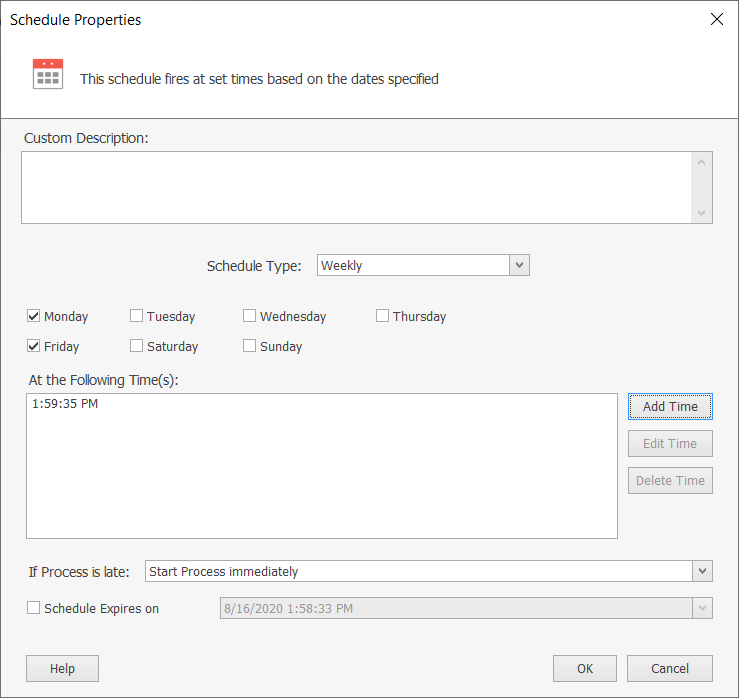 Schedule Properties
This schedule fires at set times based on the dates specified
Custom Description:
Schedule Type: Weekly
Monday Tuesday Wednesday Thursday
Friday Saturday Sunday
At the Following Time(s):
1:59:35 PM Add Time
Edit Time
Delete Time
If Process is late: Start Process immediately
Schedule Expires on 8/16/2020 1:58:33 PM
Help OK Cancel